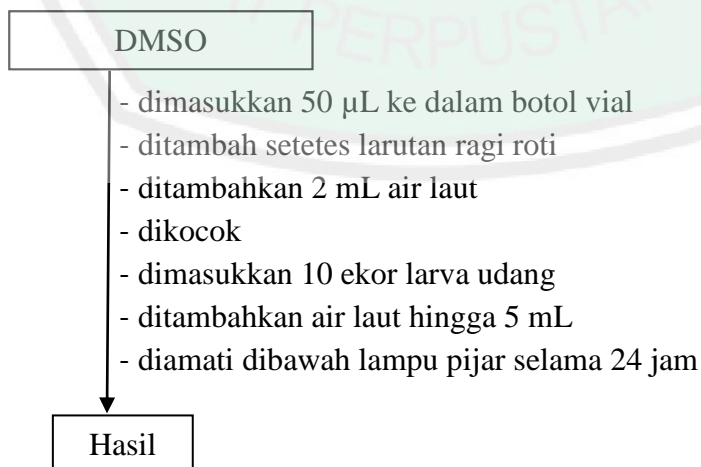 PERPUSTA
DMSO
- dimasukkan 50 µL ke dalam botol vial
- ditambah setetes larutan ragi roti
- ditambahkan 2 mL air laut
- dikocok
- dimasukkan 10 ekor larva udang
- ditambahkan air laut hingga 5 mL
- diamati dibawah lampu pijar selama 24 jam
Hasil